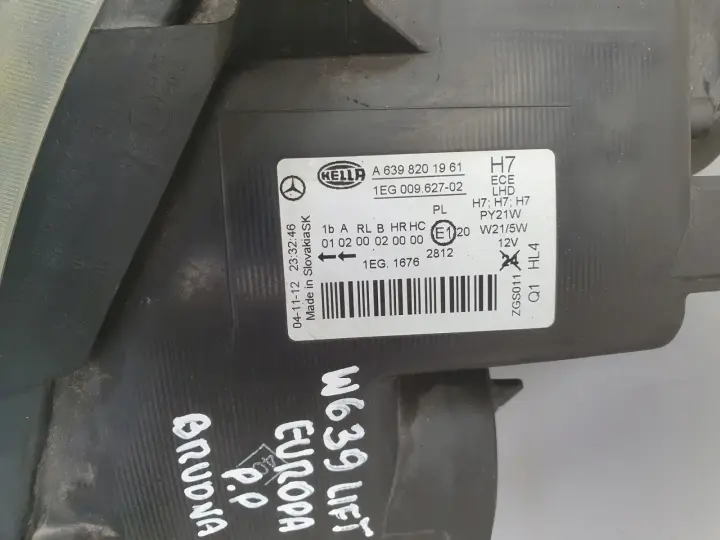 HELLA
A 639 820 19 61
1EG 009.627-02
H7
ECE
LHD
H7; H7; H7
PY21W
W21/5W
12V
PL
1b A RL B HR HC
01 02 00 02 00 00
E1 20
2812
1EG. 1676
04-11-12 23:32:46
Made in SlovakiaSK
ZGS011
Q1 HL4
W639 LIFT
EUROPA
P.P
BRUDNA
40